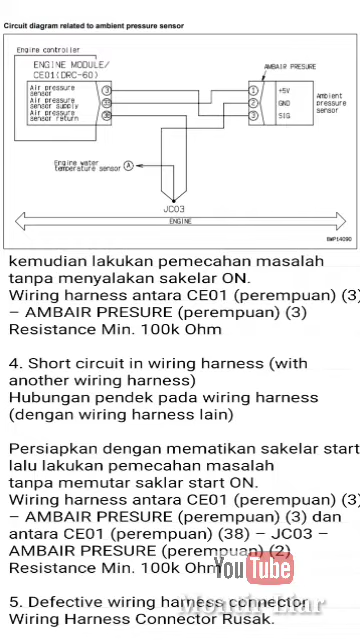 Circuit diagram related to ambient pressure sensor
Engine controller
ENGINE MODULE/
CE01(DRC-60)
Air pressure
sensor
Air pressure
sensor supply
Air pressure
sensor return
3
38
AMBAIR PRESURE
1 +5V
2 GND
3 SIG
Ambient
pressure
sensor
Engine water
temperature sensor
A
JC03
ENGINE
kemudian lakukan pemecahan masalah
tanpa menyalakan sakelar ON.
Wiring harness antara CE01 (perempuan) (3)
– AMBAIR PRESURE (perempuan) (3)
Resistance Min. 100k Ohm
4. Short circuit in wiring harness (with
another wiring harness)
Hubungan pendek pada wiring harness
(dengan wiring harness lain)
Persiapkan dengan mematikan sakelar start
lalu lakukan pemecahan masalah
tanpa memutar saklar start ON.
Wiring harness antara CE01 (perempuan) (3)
– AMBAIR PRESURE (perempuan) (3) dan
antara CE01 (perempuan) (38) – JC03 –
AMBAIR PRESURE (perempuan) (2)
Resistance Min. 100k Ohm
YouTube
5. Defective wiring harness connector
Wiring Harness Connector Rusak.